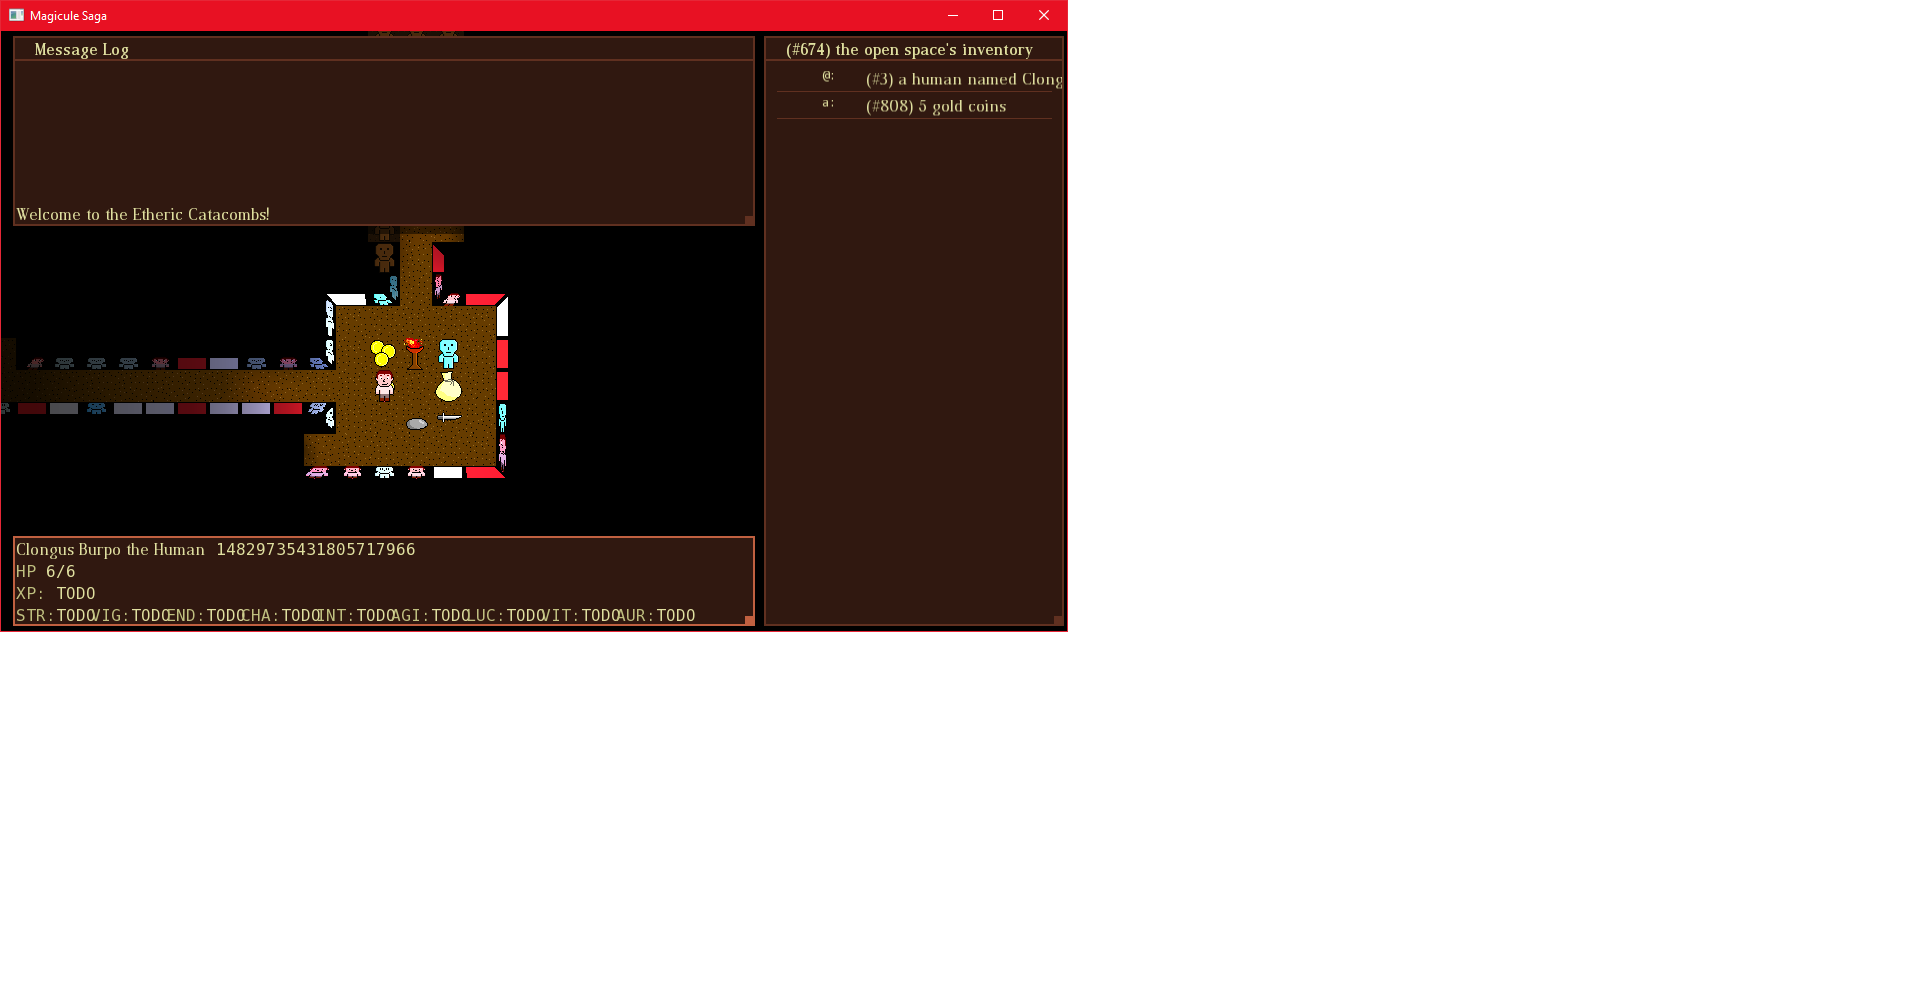 Magicule Saga
Message Log
Welcome to the Etheric Catacombs!
(#674) the open space's inventory
@: (#3) a human named Clong
a: (#808) 5 gold coins
Clongus Burpo the Human 14829735431805717966
HP 6/6
XP: TODO
STR:TODO VIG:TODO END:TODO CHA:TODO INT:TODO AGI:TODO LUC:TODO VIT:TODO AUR:TODO